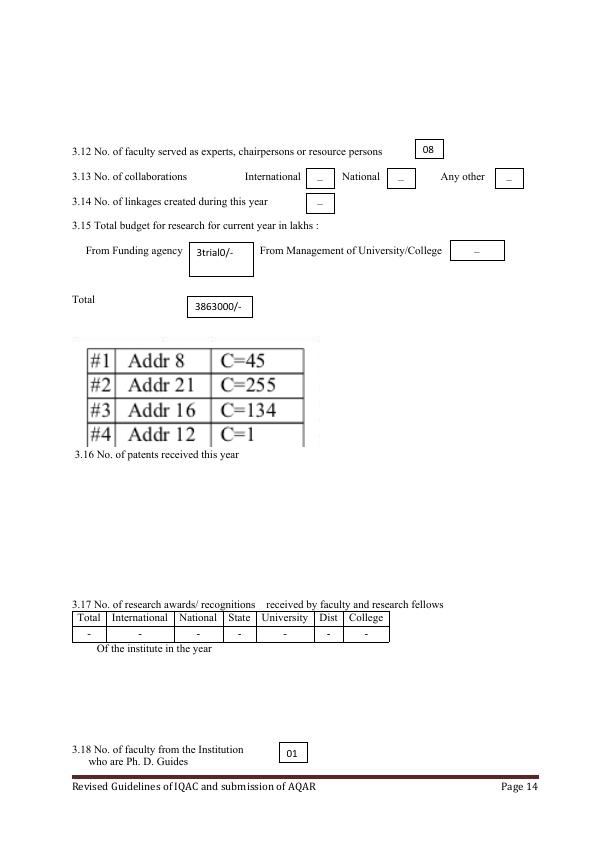 3.12 No. of faculty served as experts, chairpersons or resource persons 08
3.13 No. of collaborations International – National – Any other –
3.14 No. of linkages created during this year –
3.15 Total budget for research for current year in lakhs :
From Funding agency 3trial0/- From Management of University/College –
Total 3863000/-
#1 Addr 8 C=45
#2 Addr 21 C=255
#3 Addr 16 C=134
#4 Addr 12 C=1
3.16 No. of patents received this year
3.17 No. of research awards/ recognitions received by faculty and research fellows
Total International National State University Dist College
- - - - - - -
Of the institute in the year
3.18 No. of faculty from the Institution 01
who are Ph. D. Guides
Revised Guidelines of IQAC and submission of AQAR Page 14